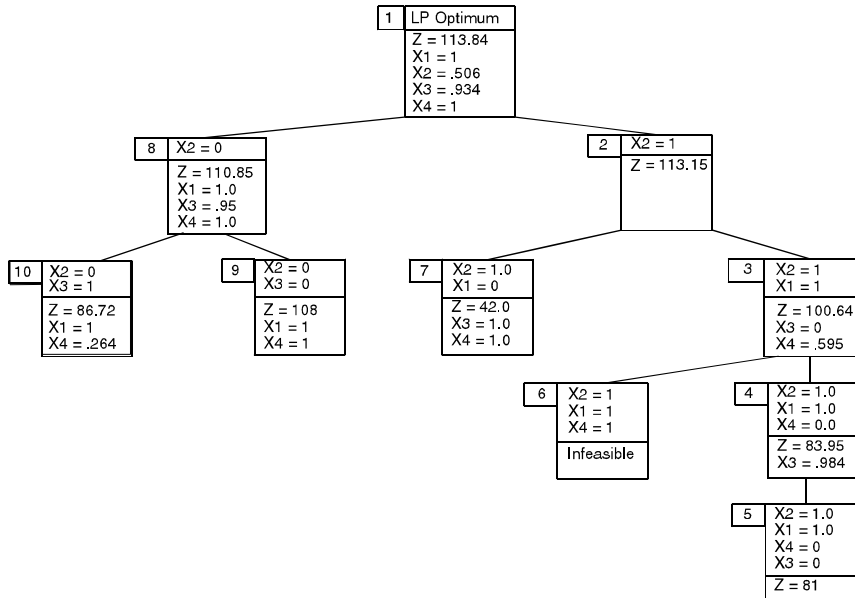 1 LP Optimum
Z = 113.84
X1 = 1
X2 = .506
X3 = .934
X4 = 1
8 X2 = 0
Z = 110.85
X1 = 1.0
X3 = .95
X4 = 1.0
2 X2 = 1
Z = 113.15
10 X2 = 0
X3 = 1
Z = 86.72
X1 = 1
X4 = .264
9 X2 = 0
X3 = 0
Z = 108
X1 = 1
X4 = 1
7 X2 = 1.0
X1 = 0
Z = 42.0
X3 = 1.0
X4 = 1.0
3 X2 = 1
X1 = 1
Z = 100.64
X3 = 0
X4 = .595
6 X2 = 1
X1 = 1
X4 = 1
Infeasible
4 X2 = 1.0
X1 = 1.0
X4 = 0.0
Z = 83.95
X3 = .984
5 X2 = 1.0
X1 = 1.0
X4 = 0
X3 = 0
Z = 81